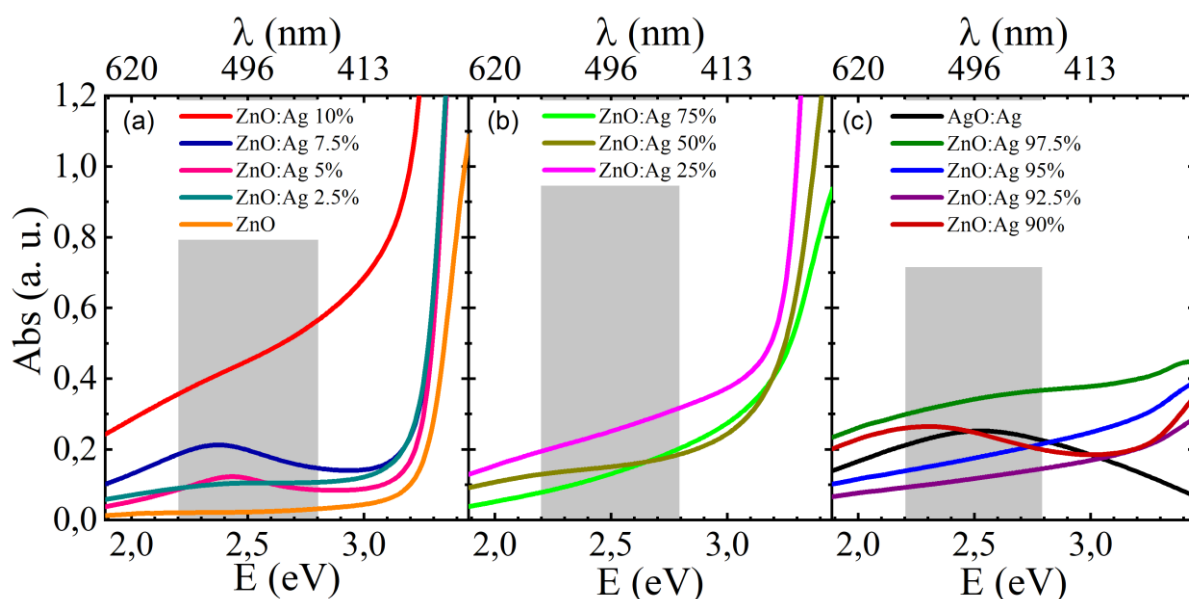 λ (nm) λ (nm) λ (nm)
620 496 413 620 496 413 620 496 413
1,2
1,0
0,8
0,6
0,4
0,2
0,0
Abs (a. u.)
(a)
ZnO:Ag 10%
ZnO:Ag 7.5%
ZnO:Ag 5%
ZnO:Ag 2.5%
ZnO
(b)
ZnO:Ag 75%
ZnO:Ag 50%
ZnO:Ag 25%
(c)
AgO:Ag
ZnO:Ag 97.5%
ZnO:Ag 95%
ZnO:Ag 92.5%
ZnO:Ag 90%
2,0 2,5 3,0 2,0 2,5 3,0 2,0 2,5 3,0
E (eV) E (eV) E (eV)